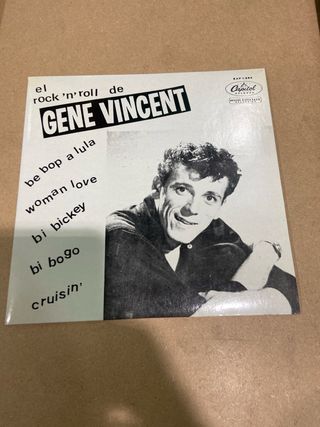 el
rock 'n' roll de
GENE VINCENT
Capitol
be bop a lula
woman love
bi bickey
bi bogo
cruisin'